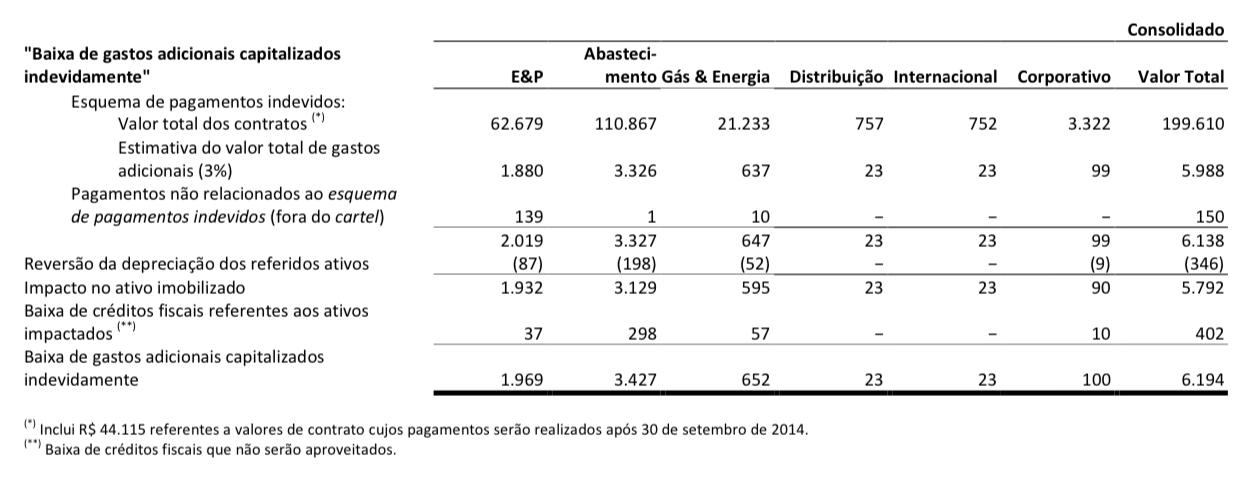 Consolidado
"Baixa de gastos adicionais capitalizados
indevidamente" E&P Abasteci-
mento Gás & Energia Distribuição Internacional Corporativo Valor Total
Esquema de pagamentos indevidos:
Valor total dos contratos (*) 62.679 110.867 21.233 757 752 3.322 199.610
Estimativa do valor total de gastos
adicionais (3%) 1.880 3.326 637 23 23 99 5.988
Pagamentos não relacionados ao esquema
de pagamentos indevidos (fora do cartel) 139 1 10 – – – 150
2.019 3.327 647 23 23 99 6.138
Reversão da depreciação dos referidos ativos (87) (198) (52) – – (9) (346)
Impacto no ativo imobilizado 1.932 3.129 595 23 23 90 5.792
Baixa de créditos fiscais referentes aos ativos
impactados (**) 37 298 57 – – 10 402
Baixa de gastos adicionais capitalizados
indevidamente 1.969 3.427 652 23 23 100 6.194
(*) Inclui R$ 44.115 referentes a valores de contrato cujos pagamentos serão realizados após 30 de setembro de 2014.
(**) Baixa de créditos fiscais que não serão aproveitados.